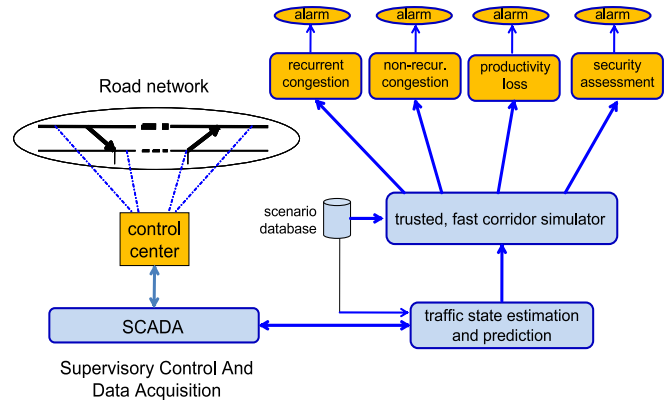 alarm alarm alarm alarm
recurrent congestion
non-recur. congestion
productivity loss
security assessment
Road network
scenario database
trusted, fast corridor simulator
control center
SCADA
traffic state estimation and prediction
Supervisory Control And
Data Acquisition